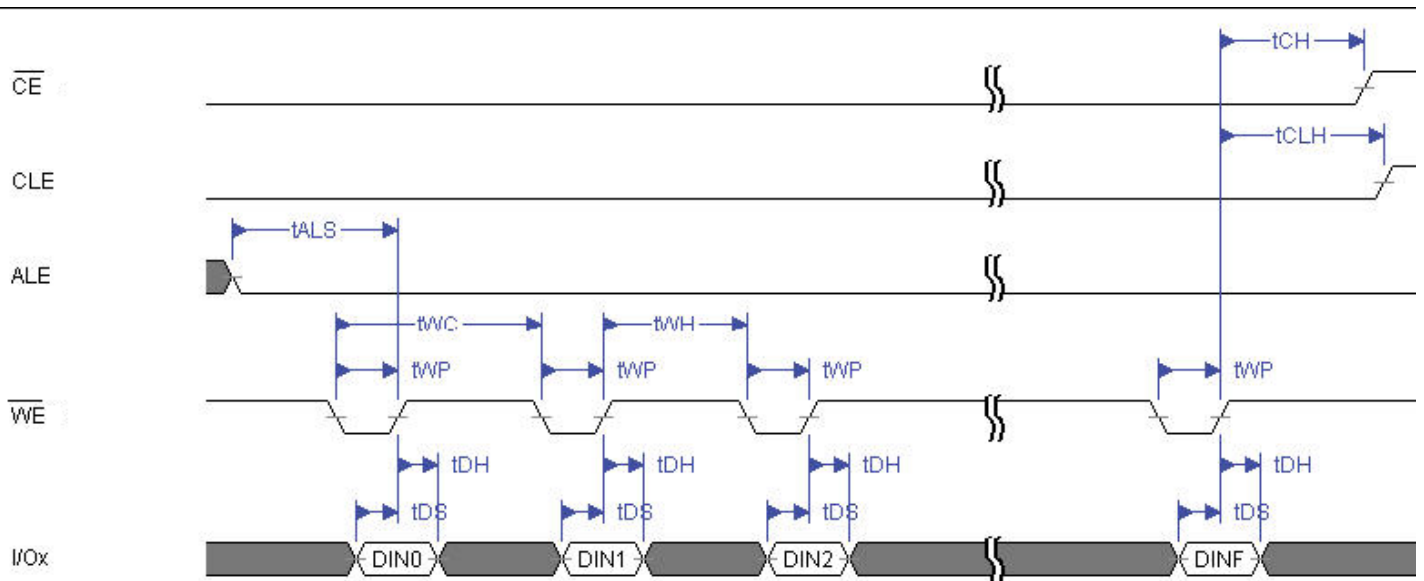 tCH
CE
tCLH
CLE
tALS
ALE
tWC tWH
tWP tWP tWP tWP
WE
tDH tDH tDH tDH
tDS tDS tDS tDS
I/Ox DIN0 DIN1 DIN2 DINF